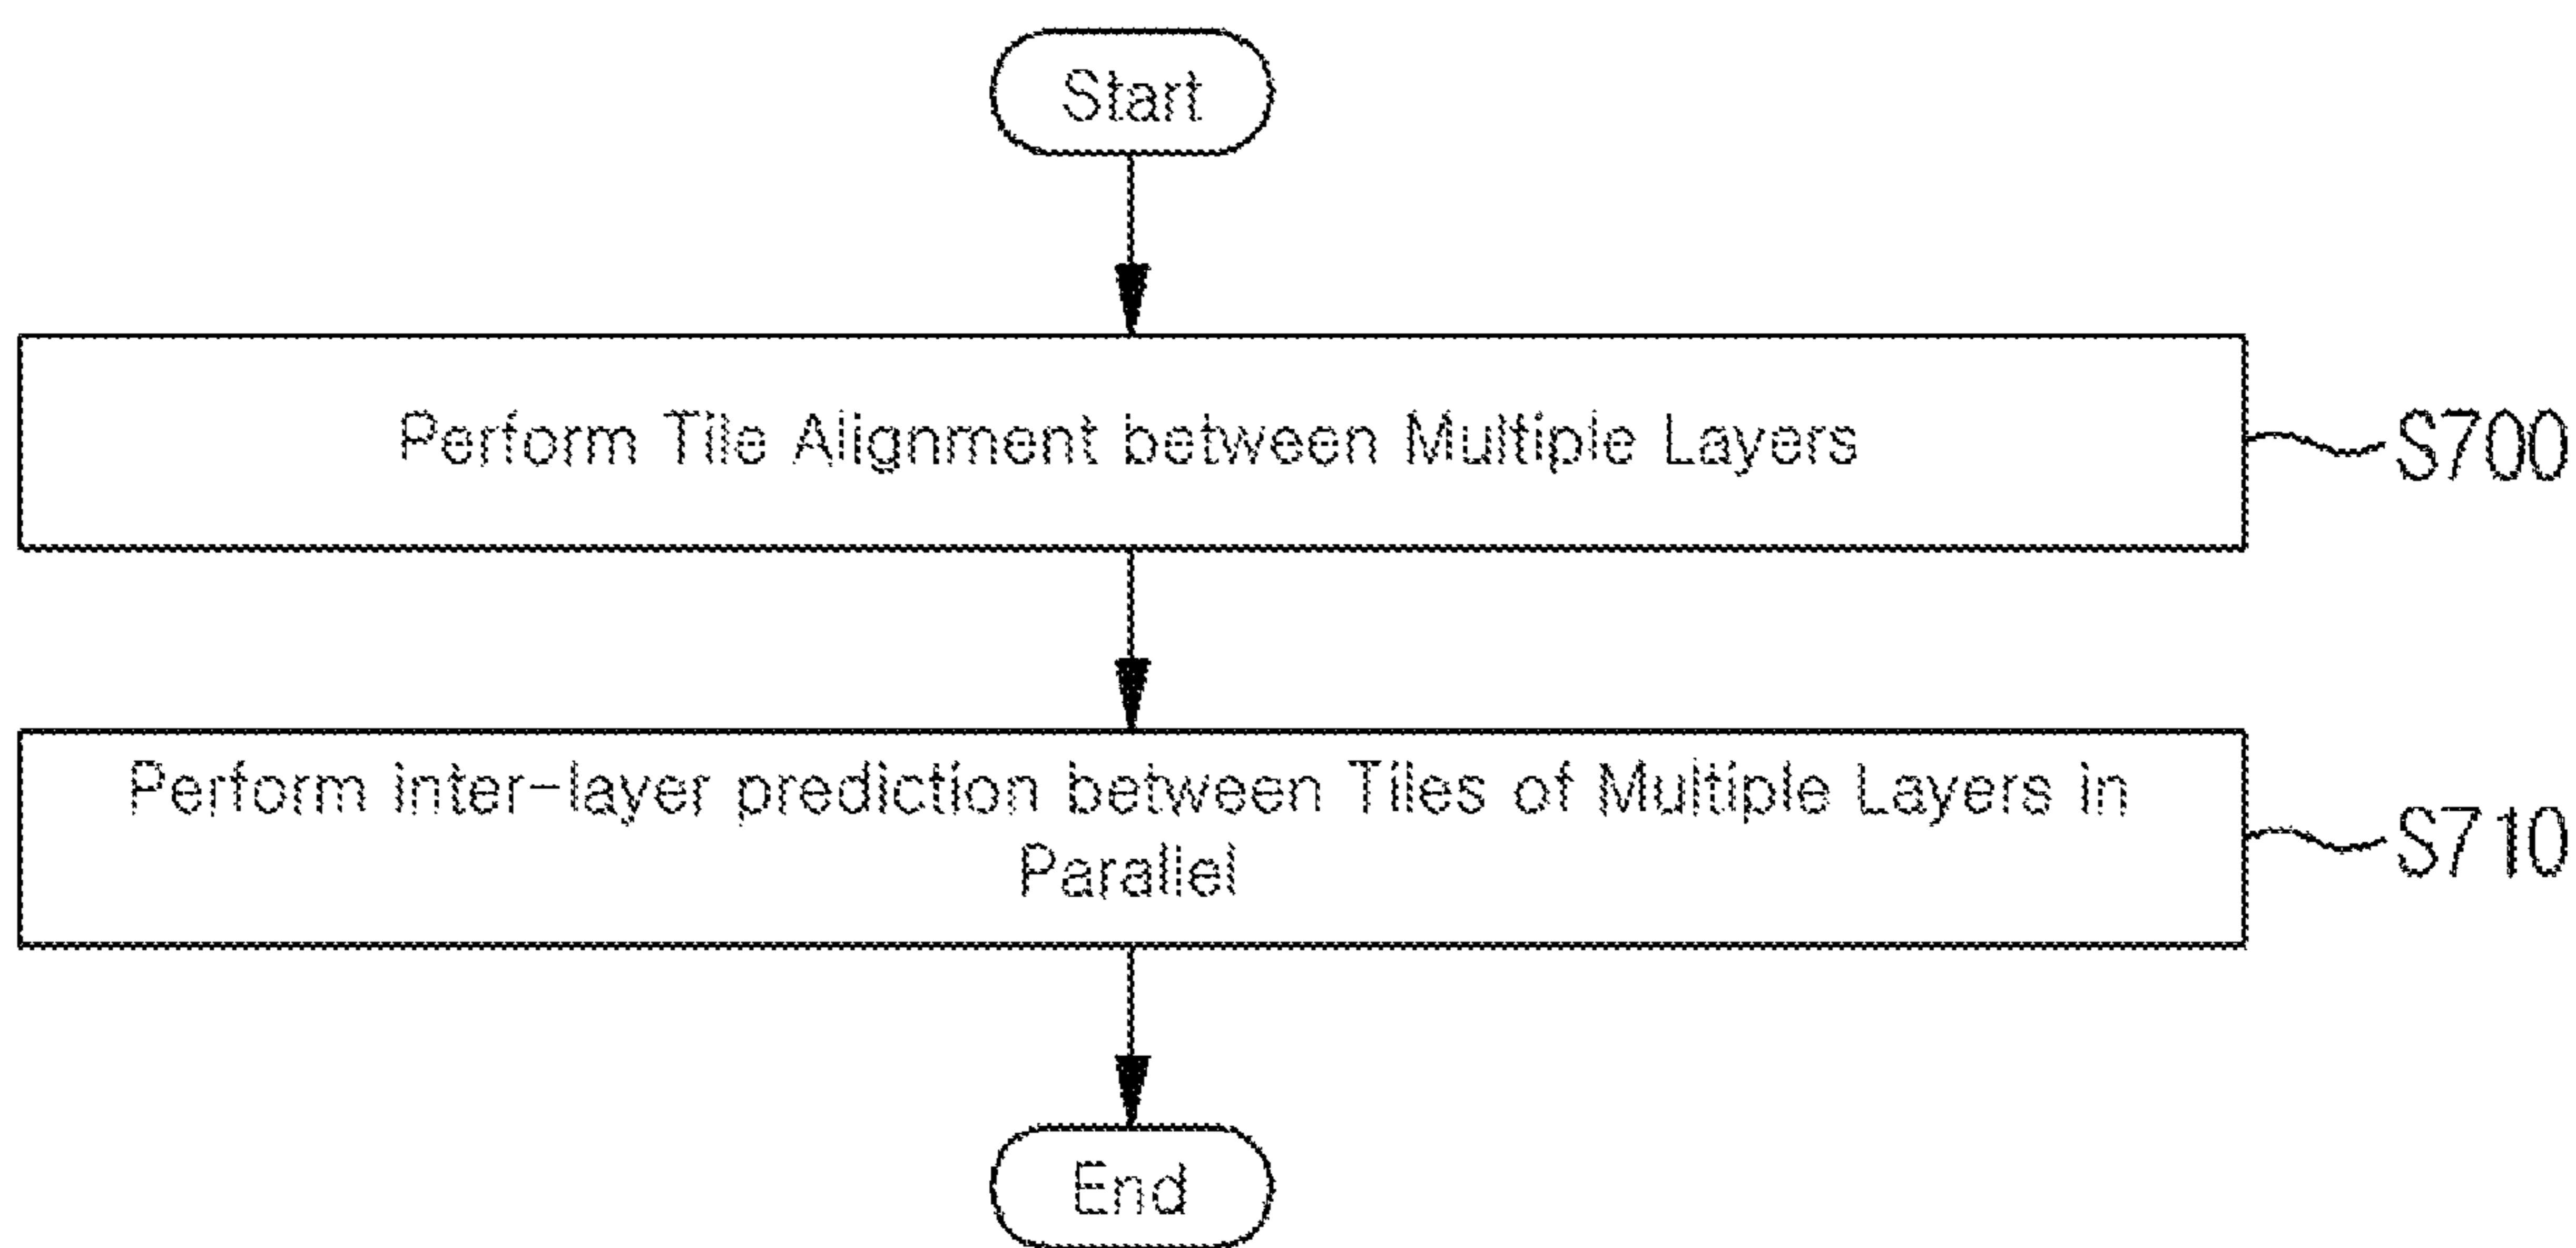 Start
Perform Tile Alignment between Multiple Layers
S700
Perform inter-layer prediction between Tiles of Multiple Layers in
Parallel
S710
End